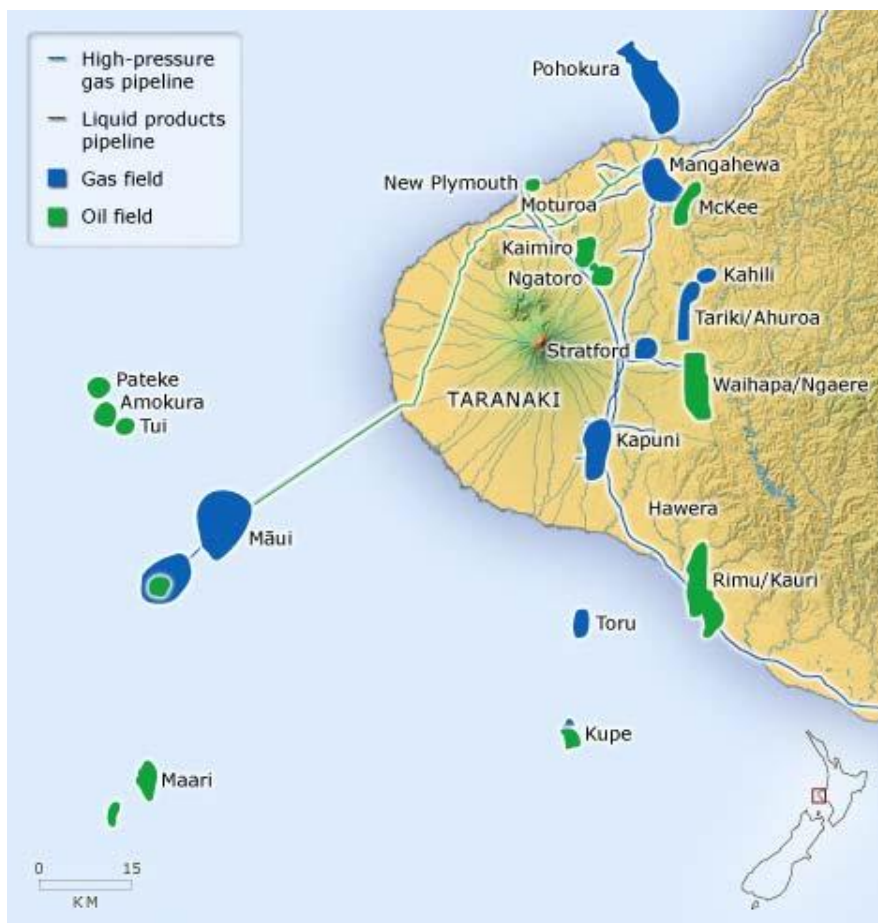 High-pressure
gas pipeline
Liquid products
pipeline
Gas field
Oil field
Pohokura
Mangahewa
New Plymouth
Moturoa
McKee
Kaimiro
Ngatoro
Kahili
Tariki/Ahuroa
Stratford
Pateke
Amokura
Tui
TARANAKI
Waihapa/Ngaere
Kapuni
Hawera
Māui
Rimu/Kauri
Toru
Kupe
Maari
0 15
KM